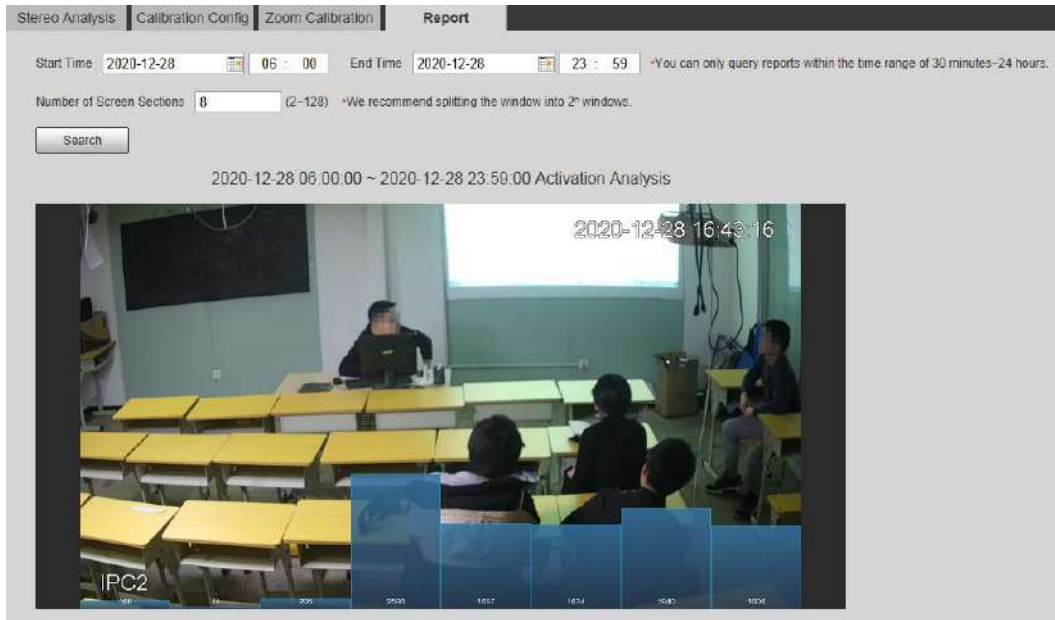 Stereo Analysis Calibration Config Zoom Calibration Report
Start Time 2020-12-28 06 : 00 End Time 2020-12-28 23 : 59 *You can only query reports within the time range of 30 minutes~24 hours.
Number of Screen Sections 8 (2~128) *We recommend splitting the window into 2ⁿ windows.
Search
2020-12-28 06:00:00 ~ 2020-12-28 23:59:00 Activation Analysis
2020-12-28 16:43:16
IPC2